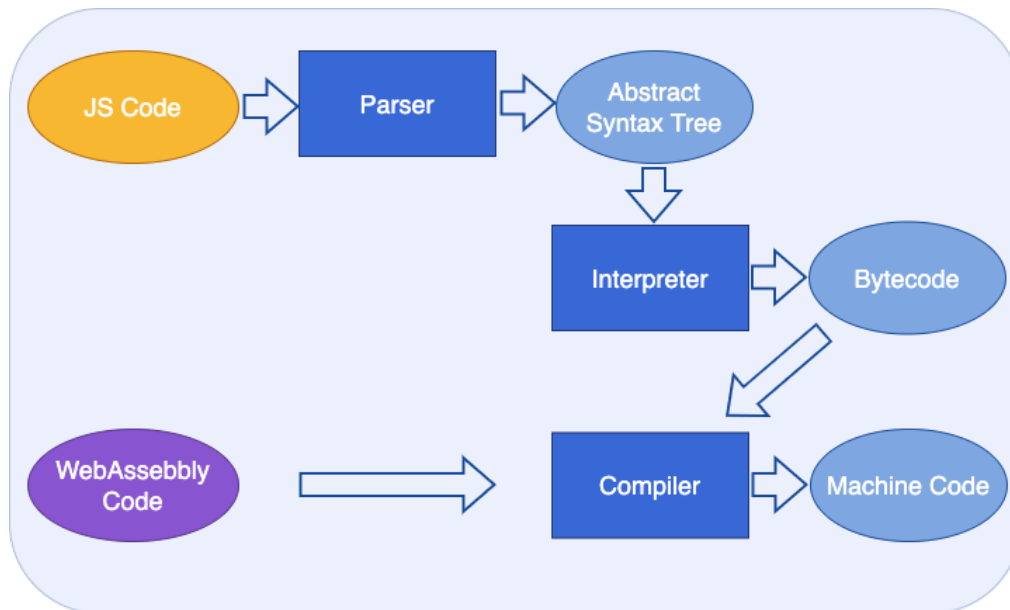 JS Code
Parser
Abstract
Syntax Tree
Interpreter
Bytecode
WebAssebbly
Code
Compiler
Machine Code